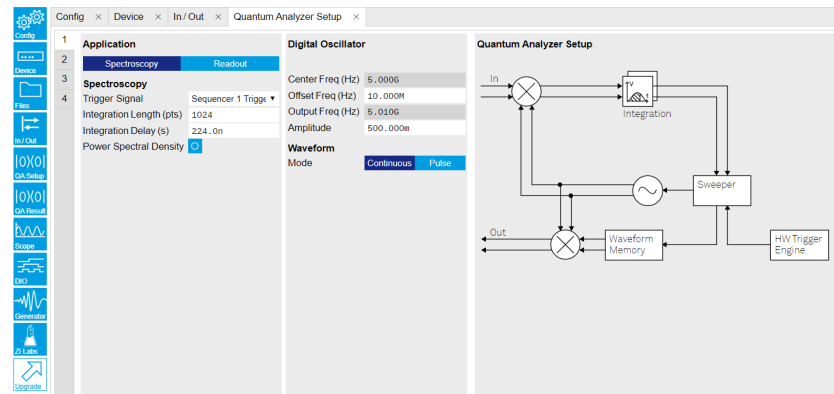 Config × Device × In / Out × Quantum Analyzer Setup ×
Config
Device
Files
In / Out
QA Setup
QA Result
Scope
DIO
Generator
ZI Labs
Upgrade
1
2
3
4
Application
Spectroscopy Readout
Spectroscopy
Trigger Signal Sequencer 1 Trigge
Integration Length (pts) 1024
Integration Delay (s) 224.0n
Power Spectral Density
Digital Oscillator
Center Freq (Hz) 5.000G
Offset Freq (Hz) 10.000M
Output Freq (Hz) 5.010G
Amplitude 500.000m
Waveform
Mode Continuous Pulse
Quantum Analyzer Setup
In
V
t
Integration
Sweeper
Out
Waveform
Memory
HW Trigger
Engine